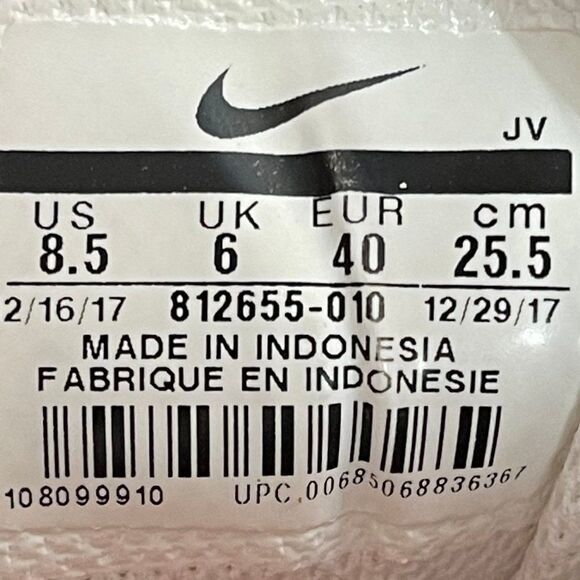 JV
US UK EUR cm
8.5 6 40 25.5
2/16/17 812655-010 12/29/17
MADE IN INDONESIA
FABRIQUE EN INDONESIE
108099910 UPC.00685068836367